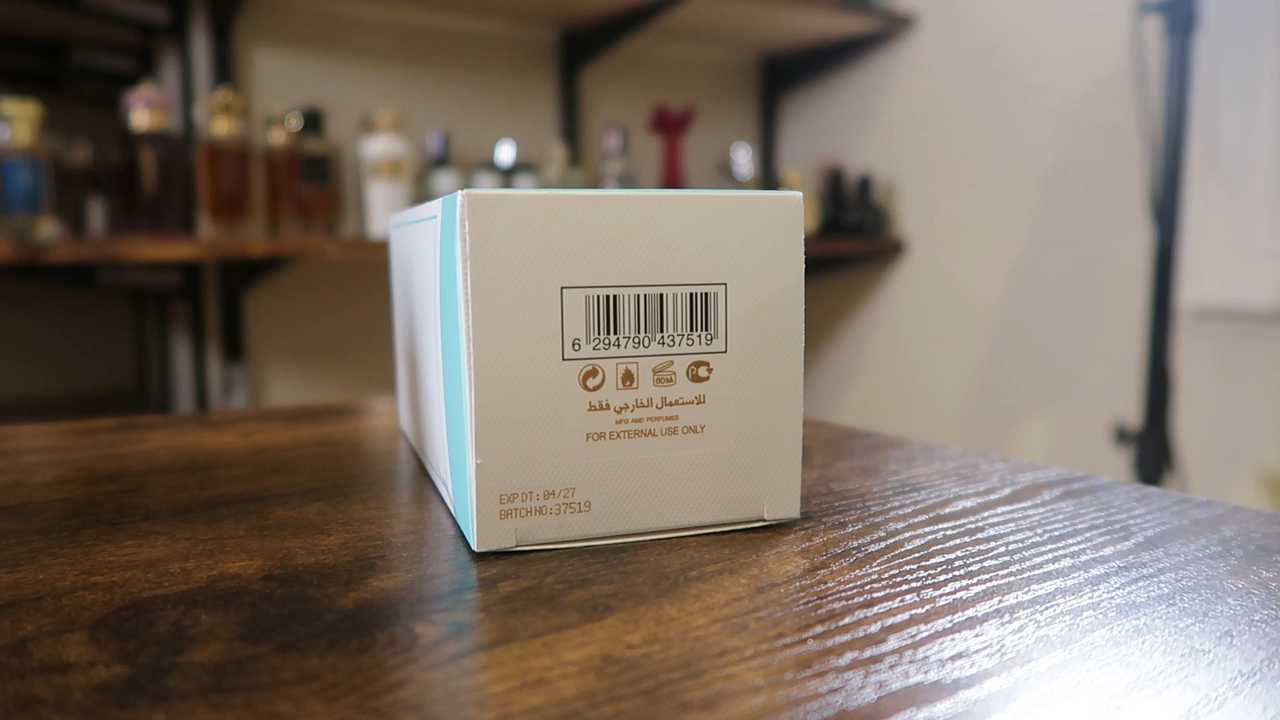 6 294790 437519
60M
للاستعمال الخارجي فقط
MFG AMD PERFUMES
FOR EXTERNAL USE ONLY
EXP DT: 04/27
BATCH NO: 37519